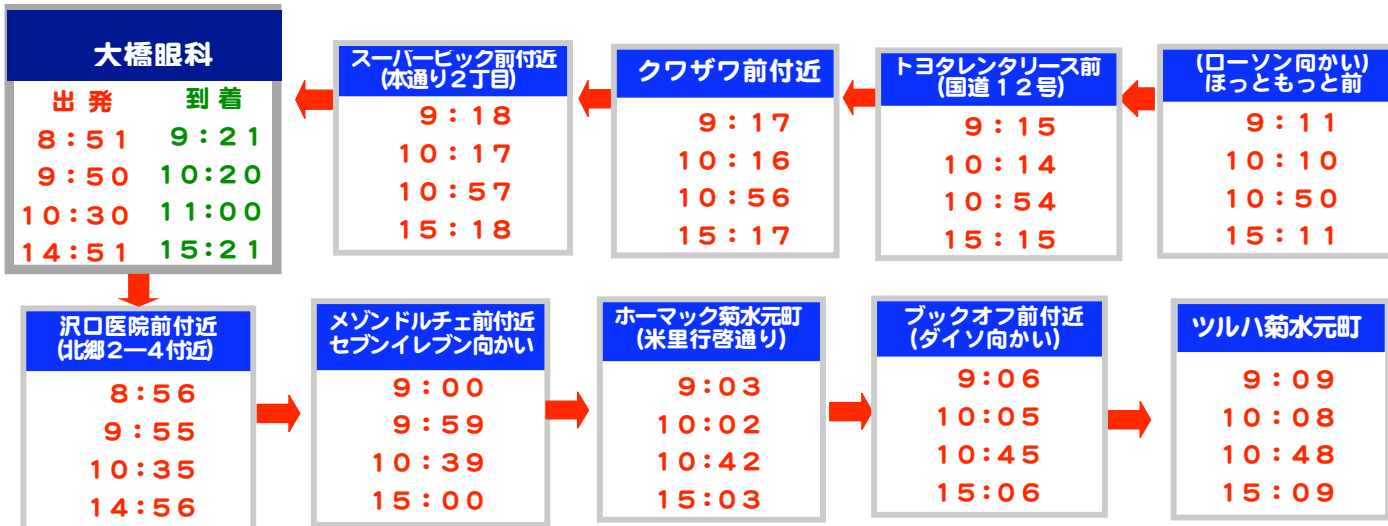 大橋眼科
出 発 到 着
8:51 9:21
9:50 10:20
10:30 11:00
14:51 15:21
スーパービック前付近
(本通り2丁目)
9:18
10:17
10:57
15:18
クワザワ前付近
9:17
10:16
10:56
15:17
トヨタレンタリース前
(国道12号)
9:15
10:14
10:54
15:15
(ローソン向かい)
ほっともっと前
9:11
10:10
10:50
15:11
沢口医院前付近
(北郷2―4付近)
8:56
9:55
10:35
14:56
メゾンドルチェ前付近
セブンイレブン向かい
9:00
9:59
10:39
15:00
ホーマック菊水元町
(米里行啓通り)
9:03
10:02
10:42
15:03
ブックオフ前付近
(ダイソ向かい)
9:06
10:05
10:45
15:06
ツルハ菊水元町
9:09
10:08
10:48
15:09